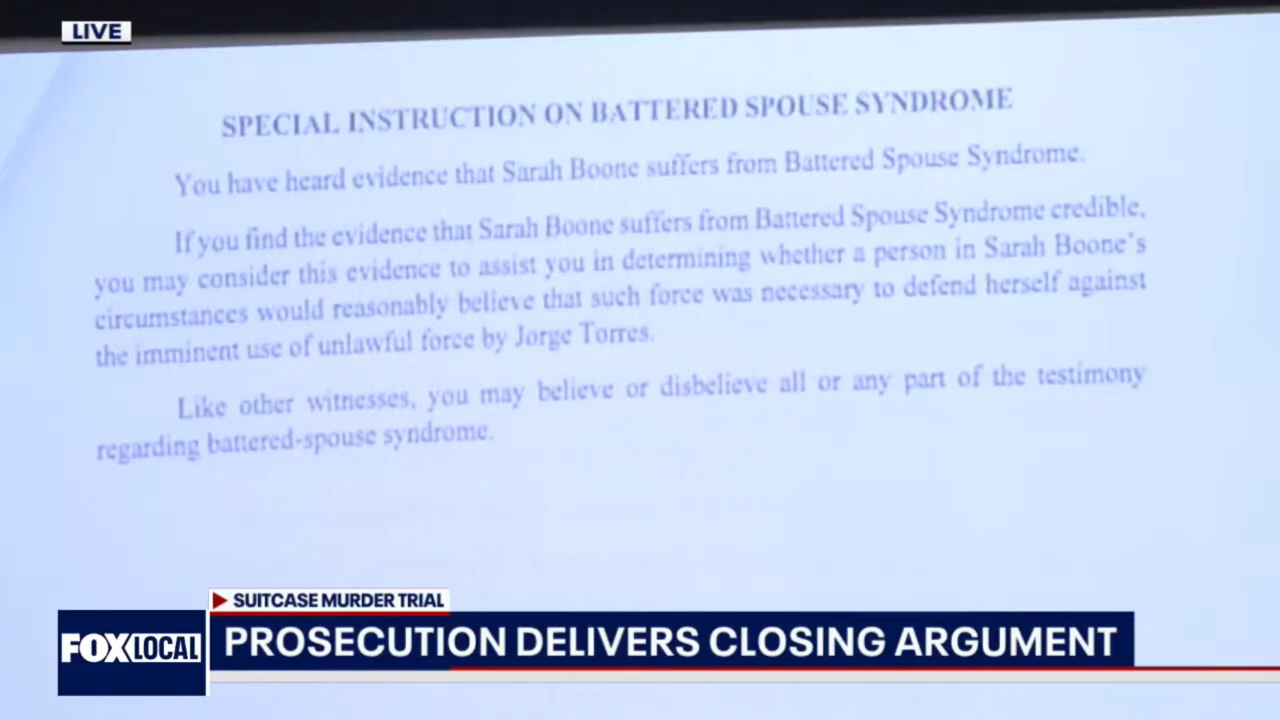 LIVE
SPECIAL INSTRUCTION ON BATTERED SPOUSE SYNDROME
You have heard evidence that Sarah Boone suffers from Battered Spouse Syndrome.
If you find the evidence that Sarah Boone suffers from Battered Spouse Syndrome credible,
you may consider this evidence to assist you in determining whether a person in Sarah Boone's
circumstances would reasonably believe that such force was necessary to defend herself against
the imminent use of unlawful force by Jorge Torres.
Like other witnesses, you may believe or disbelieve all or any part of the testimony
regarding battered-spouse syndrome.
SUITCASE MURDER TRIAL
FOX LOCAL
PROSECUTION DELIVERS CLOSING ARGUMENT